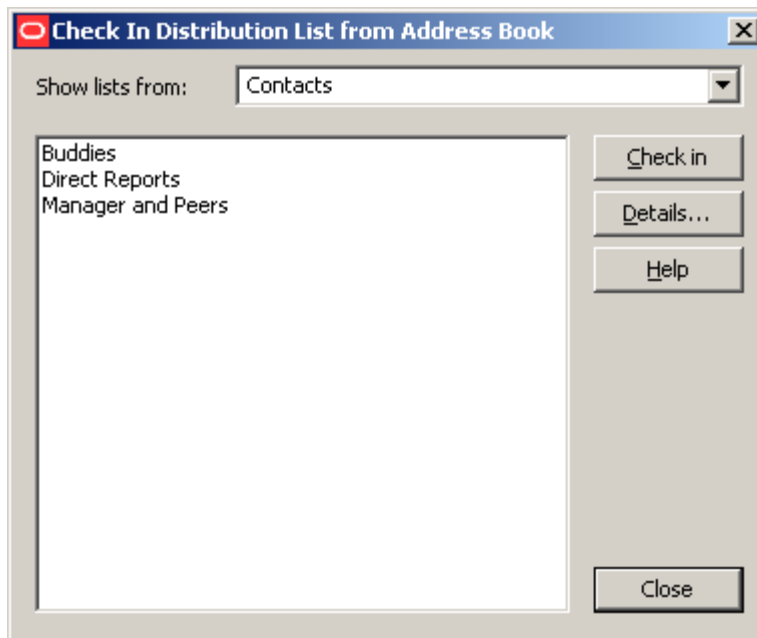 Check In Distribution List from Address Book
Show lists from:
Contacts
Buddies
Direct Reports
Manager and Peers
Check in
Details...
Help
Close